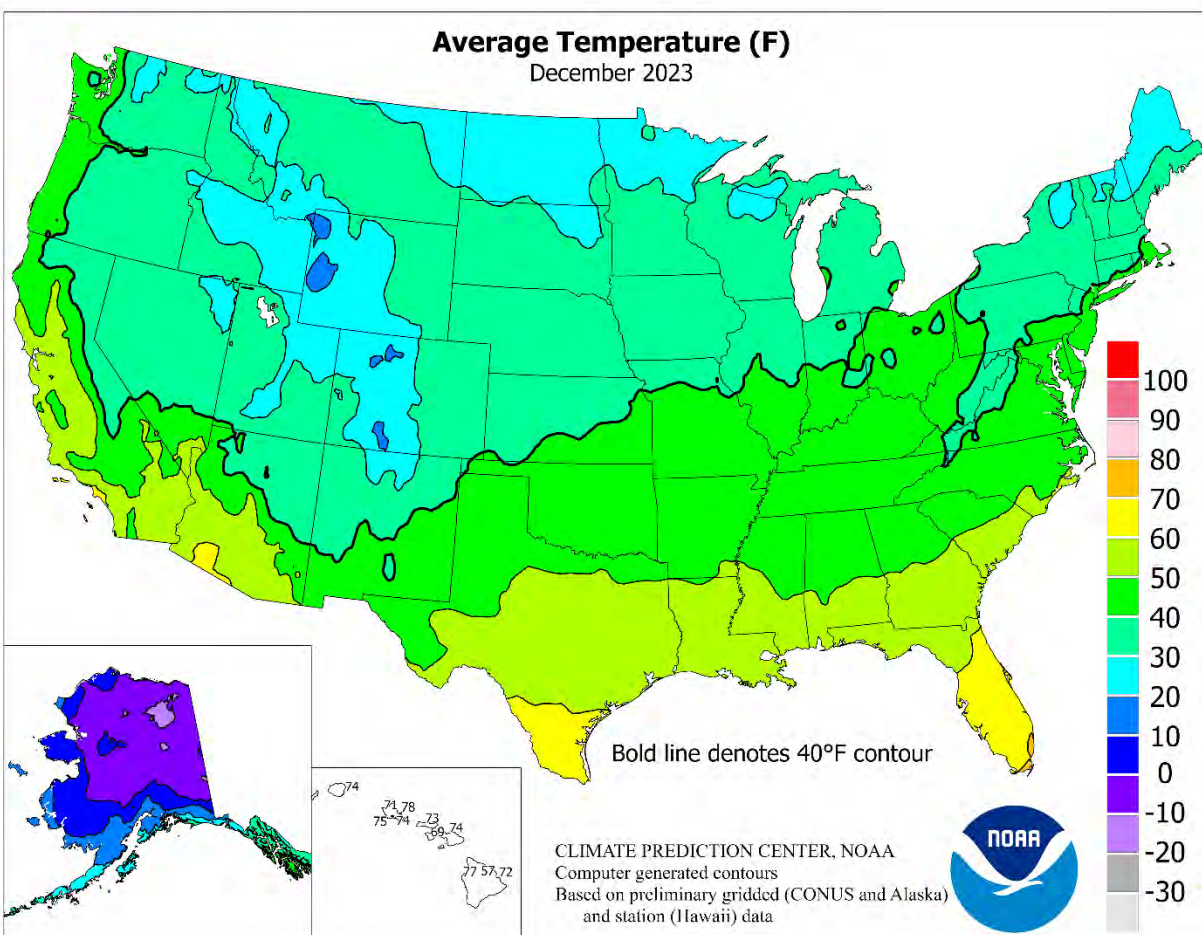 Average Temperature (F)
December 2023
100
90
80
70
60
50
40
30
20
10
0
-10
-20
-30
Bold line denotes 40°F contour
74
71 78
75 74 73
69 74
77 57 72
CLIMATE PREDICTION CENTER, NOAA
Computer generated contours
Based on preliminary gridded (CONUS and Alaska)
and station (Hawaii) data
NOAA